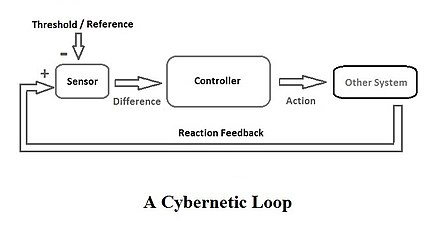 Threshold / Reference
–
+
Sensor
Difference
Controller
Action
Other System
Reaction Feedback
A Cybernetic Loop